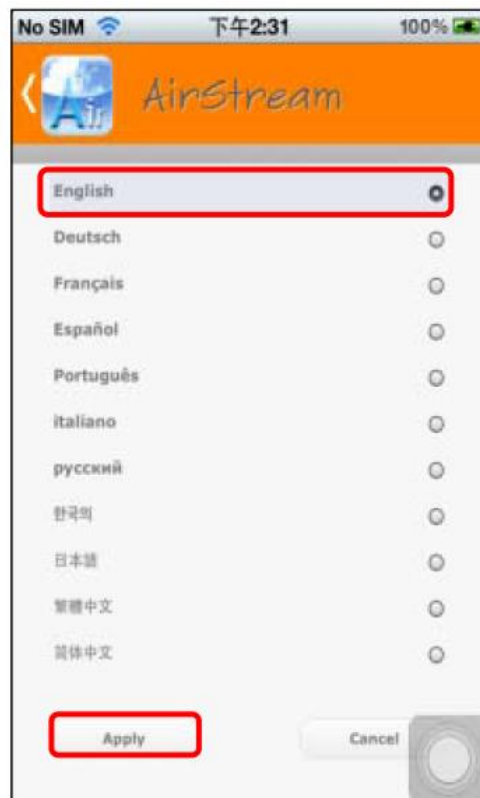 No SIM 下午2:31 100%
Air AirStream
English
Deutsch
Français
Español
Português
italiano
русский
한국의
日本語
繁體中文
简体中文
Apply Cancel